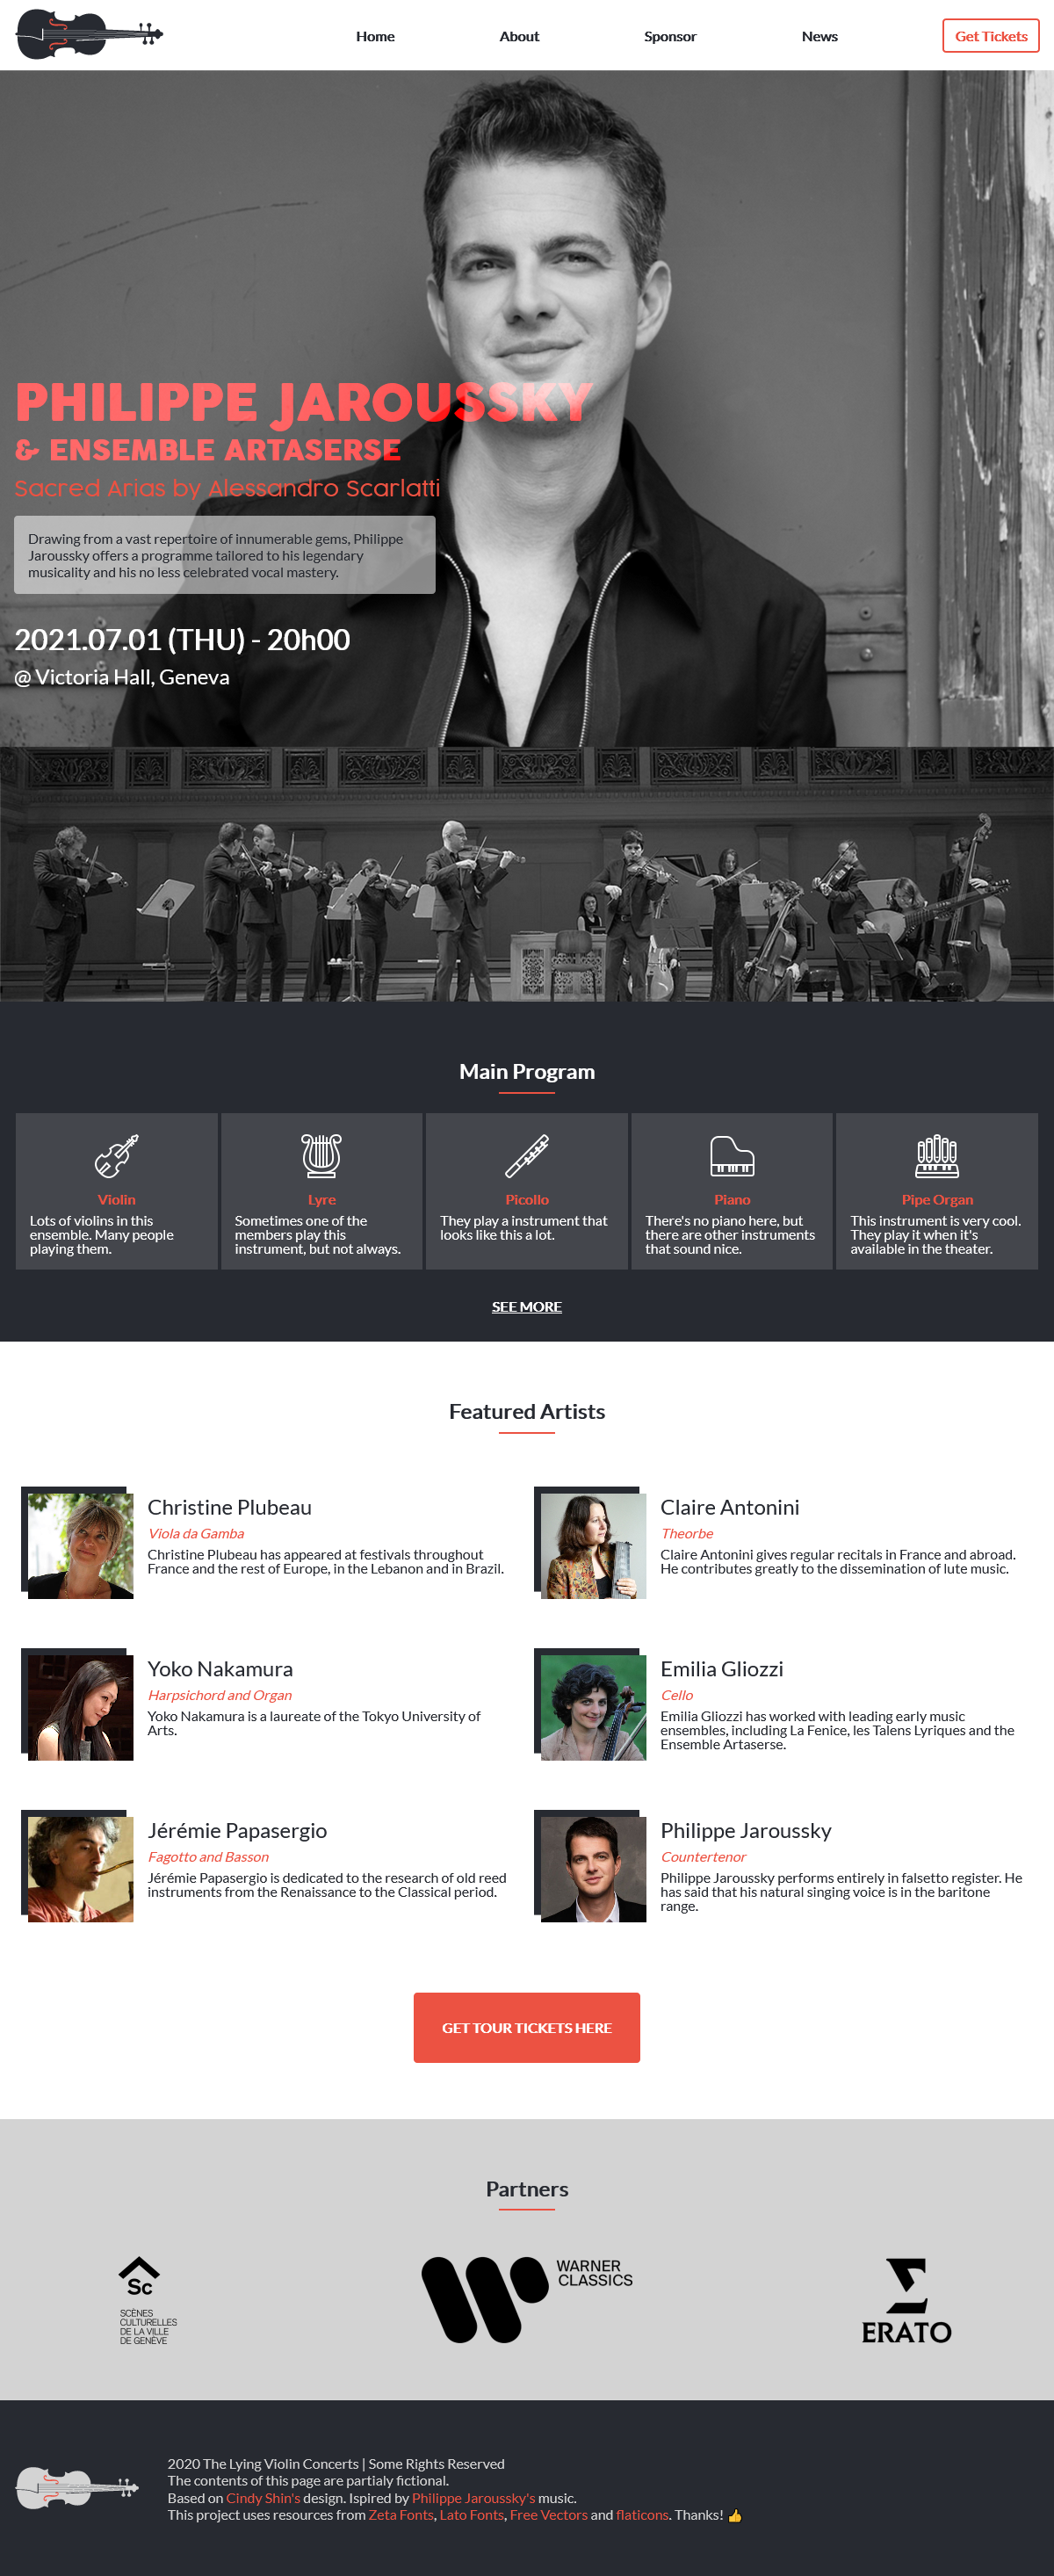 Home
About
Sponsor
News
Get Tickets
PHILIPPE JAROUSSKY
& ENSEMBLE ARTASERSE
Sacred Arias by Alessandro Scarlatti
Drawing from a vast repertoire of innumerable gems, Philippe
Jaroussky offers a programme tailored to his legendary
musicality and his no less celebrated vocal mastery.
2021.07.01 (THU) - 20h00
@ Victoria Hall, Geneva
Main Program
Violin
Lots of violins in this
ensemble. Many people
playing them.
Lyre
Sometimes one of the
members play this
instrument, but not always.
Picollo
They play a instrument that
looks like this a lot.
Piano
There's no piano here, but
there are other instruments
that sound nice.
Pipe Organ
This instrument is very cool.
They play it when it's
available in the theater.
SEE MORE
Featured Artists
Christine Plubeau
Viola da Gamba
Christine Plubeau has appeared at festivals throughout
France and the rest of Europe, in the Lebanon and in Brazil.
Claire Antonini
Theorbe
Claire Antonini gives regular recitals in France and abroad.
He contributes greatly to the dissemination of lute music.
Yoko Nakamura
Harpsichord and Organ
Yoko Nakamura is a laureate of the Tokyo University of
Arts.
Emilia Gliozzi
Cello
Emilia Gliozzi has worked with leading early music
ensembles, including La Fenice, les Talens Lyriques and the
Ensemble Artaserse.
Jérémie Papasergio
Fagotto and Basson
Jérémie Papasergio is dedicated to the research of old reed
instruments from the Renaissance to the Classical period.
Philippe Jaroussky
Countertenor
Philippe Jaroussky performs entirely in falsetto register. He
has said that his natural singing voice is in the baritone
range.
GET TOUR TICKETS HERE
Partners
Sc
SCÈNES
CULTURELLES
DE LA VILLE
DE GENÈVE
WARNER
CLASSICS
ERATO
2020 The Lying Violin Concerts | Some Rights Reserved
The contents of this page are partialy fictional.
Based on Cindy Shin's design. Ispired by Philippe Jaroussky's music.
This project uses resources from Zeta Fonts, Lato Fonts, Free Vectors and flaticons. Thanks! 👍